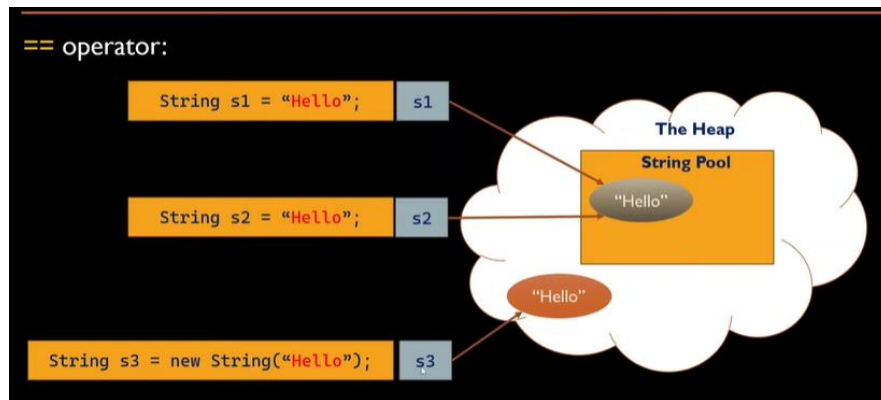 == operator:
String s1 = “Hello”; s1
The Heap
String Pool
“Hello”
String s2 = “Hello”; s2
“Hello”
String s3 = new String(“Hello”); s3